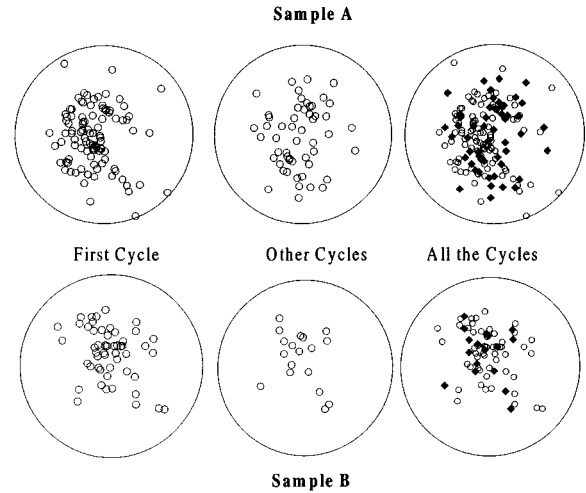 Sample A
First Cycle
Other Cycles
All the Cycles
Sample B